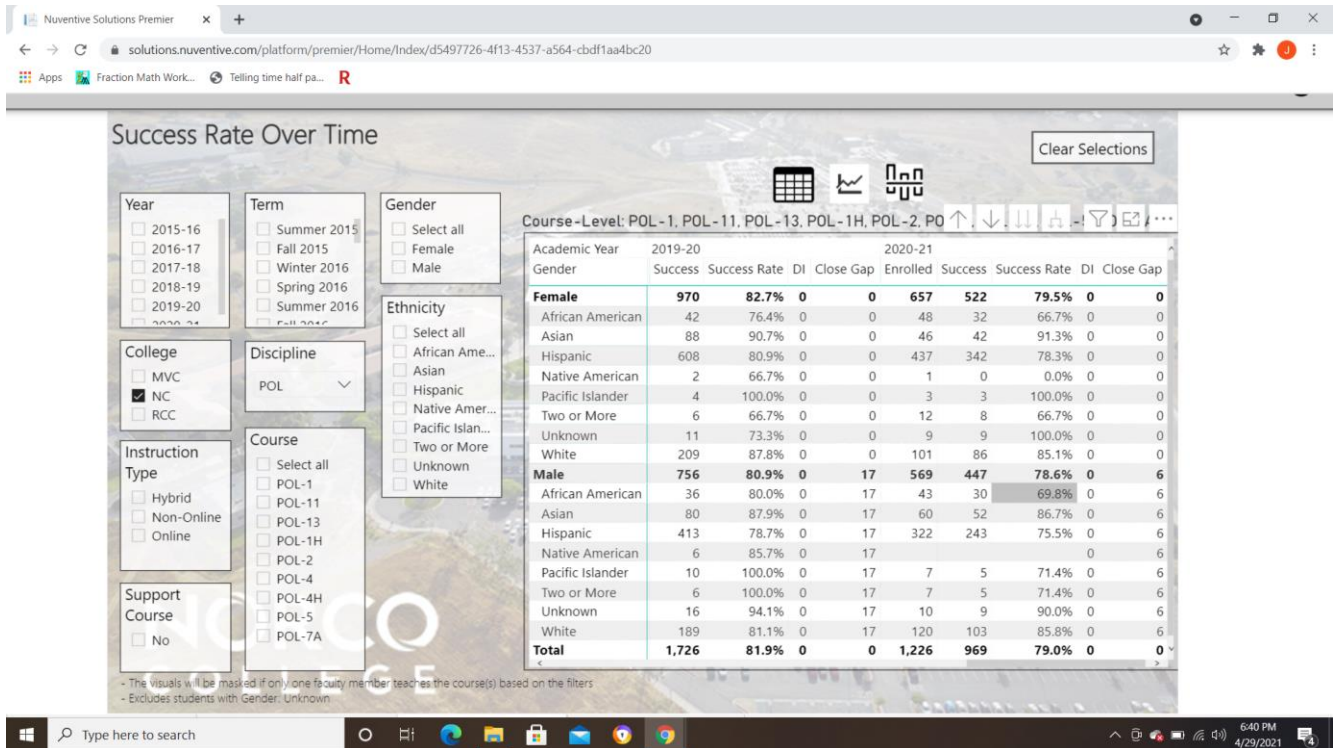 Nuventive Solutions Premier
solutions.nuventive.com/platform/premier/Home/Index/d5497726-4f13-4537-a564-cbdf1aa4bc20
Apps Fraction Math Work... Telling time half pa... R
Success Rate Over Time
Clear Selections
Year
2015-16
2016-17
2017-18
2018-19
2019-20
2020-21
Term
Summer 2015
Fall 2015
Winter 2016
Spring 2016
Summer 2016
Fall 2016
Gender
Select all
Female
Male
College
MVC
NC
RCC
Discipline
POL
Ethnicity
Select all
African Ame...
Asian
Hispanic
Native Amer...
Pacific Islan...
Two or More
Unknown
White
Instruction
Type
Hybrid
Non-Online
Online
Course
Select all
POL-1
POL-11
POL-13
POL-1H
POL-2
POL-4
POL-4H
POL-5
POL-7A
Support
Course
No
Course-Level: POL-1, POL-11, POL-13, POL-1H, POL-2, PO
Academic Year 2019-20 2020-21
Gender Success Success Rate DI Close Gap Enrolled Success Success Rate DI Close Gap
Female 970 82.7% 0 0 657 522 79.5% 0 0
African American 42 76.4% 0 0 48 32 66.7% 0 0
Asian 88 90.7% 0 0 46 42 91.3% 0 0
Hispanic 608 80.9% 0 0 437 342 78.3% 0 0
Native American 2 66.7% 0 0 1 0 0.0% 0 0
Pacific Islander 4 100.0% 0 0 3 3 100.0% 0 0
Two or More 6 66.7% 0 0 12 8 66.7% 0 0
Unknown 11 73.3% 0 0 9 9 100.0% 0 0
White 209 87.8% 0 0 101 86 85.1% 0 0
Male 756 80.9% 0 17 569 447 78.6% 0 6
African American 36 80.0% 0 17 43 30 69.8% 0 6
Asian 80 87.9% 0 17 60 52 86.7% 0 6
Hispanic 413 78.7% 0 17 322 243 75.5% 0 6
Native American 6 85.7% 0 17 0 6
Pacific Islander 10 100.0% 0 17 7 5 71.4% 0 6
Two or More 6 100.0% 0 17 7 5 71.4% 0 6
Unknown 16 94.1% 0 17 10 9 90.0% 0 6
White 189 81.1% 0 17 120 103 85.8% 0 6
Total 1,726 81.9% 0 0 1,226 969 79.0% 0 0
NORCO
COLLEGE
- The visuals will be masked if only one faculty member teaches the course(s) based on the filters
- Excludes students with Gender: Unknown
Type here to search
6:40 PM
4/29/2021